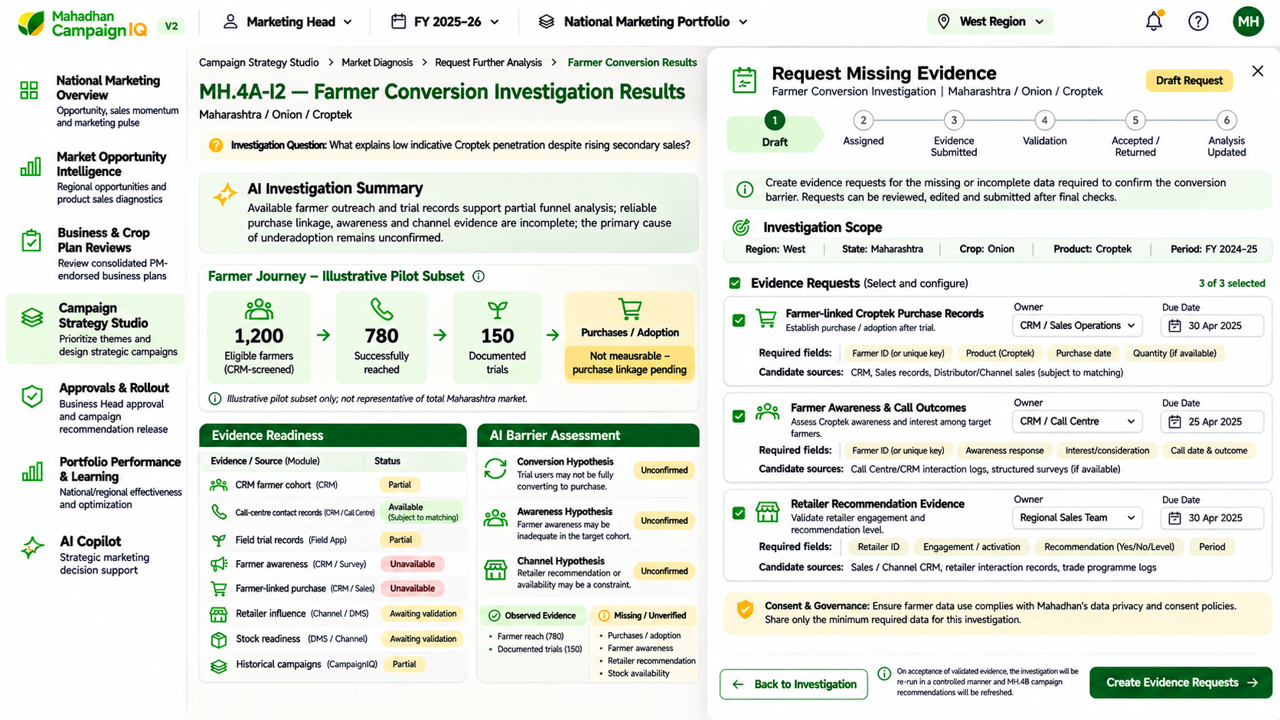 Mahadhan
CampaignIQ V2
Marketing Head
FY 2025-26
National Marketing Portfolio
West Region
MH
National Marketing
Overview
Opportunity, sales momentum
and marketing pulse
Market Opportunity
Intelligence
Regional opportunities and
product sales diagnostics
Business & Crop
Plan Reviews
Review consolidated PM-
endorsed business plans
Campaign
Strategy Studio
Prioritize themes and
design strategic campaigns
Approvals & Rollout
Business Head approval
and campaign
recommendation release
Portfolio Performance
& Learning
National/regional effectiveness
and optimization
AI Copilot
Strategic marketing
decision support
Campaign Strategy Studio > Market Diagnosis > Request Further Analysis > Farmer Conversion Results
MH.4A-I2 — Farmer Conversion Investigation Results
Maharashtra / Onion / Croptek
? Investigation Question: What explains low indicative Croptek penetration despite rising secondary sales?
AI Investigation Summary
Available farmer outreach and trial records support partial funnel analysis; reliable
purchase linkage, awareness and channel evidence are incomplete; the primary cause
of underadoption remains unconfirmed.
Farmer Journey – Illustrative Pilot Subset
1,200
Eligible farmers
(CRM-screened)
780
Successfully
reached
150
Documented
trials
Purchases / Adoption
Not meausrable –
purchase linkage pending
Illustrative pilot subset only; not representative of total Maharashtra market.
Evidence Readiness
Evidence / Source (Module) Status
CRM farmer cohort (CRM) Partial
Call-centre contact records (CRM / Call Centre) Available
(Subject to matching)
Field trial records (Field App) Partial
Farmer awareness (CRM / Survey) Unavailable
Farmer-linked purchase (CRM / Sales) Unavailable
Retailer influence (Channel / DMS) Awaiting validation
Stock readiness (DMS / Channel) Awaiting validation
Historical campaigns (CampaignIQ) Partial
AI Barrier Assessment
Conversion Hypothesis
Trial users may not be fully
converting to purchase.
Unconfirmed
Awareness Hypothesis
Farmer awareness may be
inadequate in the target cohort.
Unconfirmed
Channel Hypothesis
Retailer recommendation or
availability may be a constraint.
Unconfirmed
Observed Evidence
• Farmer reach (780)
• Documented trials (150)
Missing / Unverified
• Purchases / adoption
• Farmer awareness
• Retailer recommendation
• Stock availability
Request Missing Evidence
Farmer Conversion Investigation | Maharashtra / Onion / Croptek
Draft Request
1 2 3 4 5 6
Draft
Assigned
Evidence
Submitted
Validation
Accepted /
Returned
Analysis
Updated
Create evidence requests for the missing or incomplete data required to confirm the conversion
barrier. Requests can be reviewed, edited and submitted after final checks.
Investigation Scope
Region: West | State: Maharashtra | Crop: Onion | Product: Croptek | Period: FY 2024-25
Evidence Requests (Select and configure) 3 of 3 selected
Farmer-linked Croptek Purchase Records
Establish purchase / adoption after trial.
Owner
CRM / Sales Operations
Due Date
30 Apr 2025
Required fields: Farmer ID (or unique key) Product (Croptek) Purchase date Quantity (if available)
Candidate sources: CRM, Sales records, Distributor/Channel sales (subject to matching)
Farmer Awareness & Call Outcomes
Assess Croptek awareness and interest among target
farmers.
Owner
CRM / Call Centre
Due Date
25 Apr 2025
Required fields: Farmer ID (or unique key) Awareness response Interest/consideration Call date & outcome
Candidate sources: Call Centre/CRM interaction logs, structured surveys (if available)
Retailer Recommendation Evidence
Validate retailer engagement and
recommendation level.
Owner
Regional Sales Team
Due Date
30 Apr 2025
Required fields: Retailer ID Engagement / activation Recommendation (Yes/No/Level) Period
Candidate sources: Sales / Channel CRM, retailer interaction records, trade programme logs
Consent & Governance: Ensure farmer data use complies with Mahadhan's data privacy and consent policies.
Share only the minimum required data for this investigation.
← Back to Investigation
On acceptance of validated evidence, the investigation will be
re-run in a controlled manner and MH.4B campaign
recommendations will be refreshed.
Create Evidence Requests →